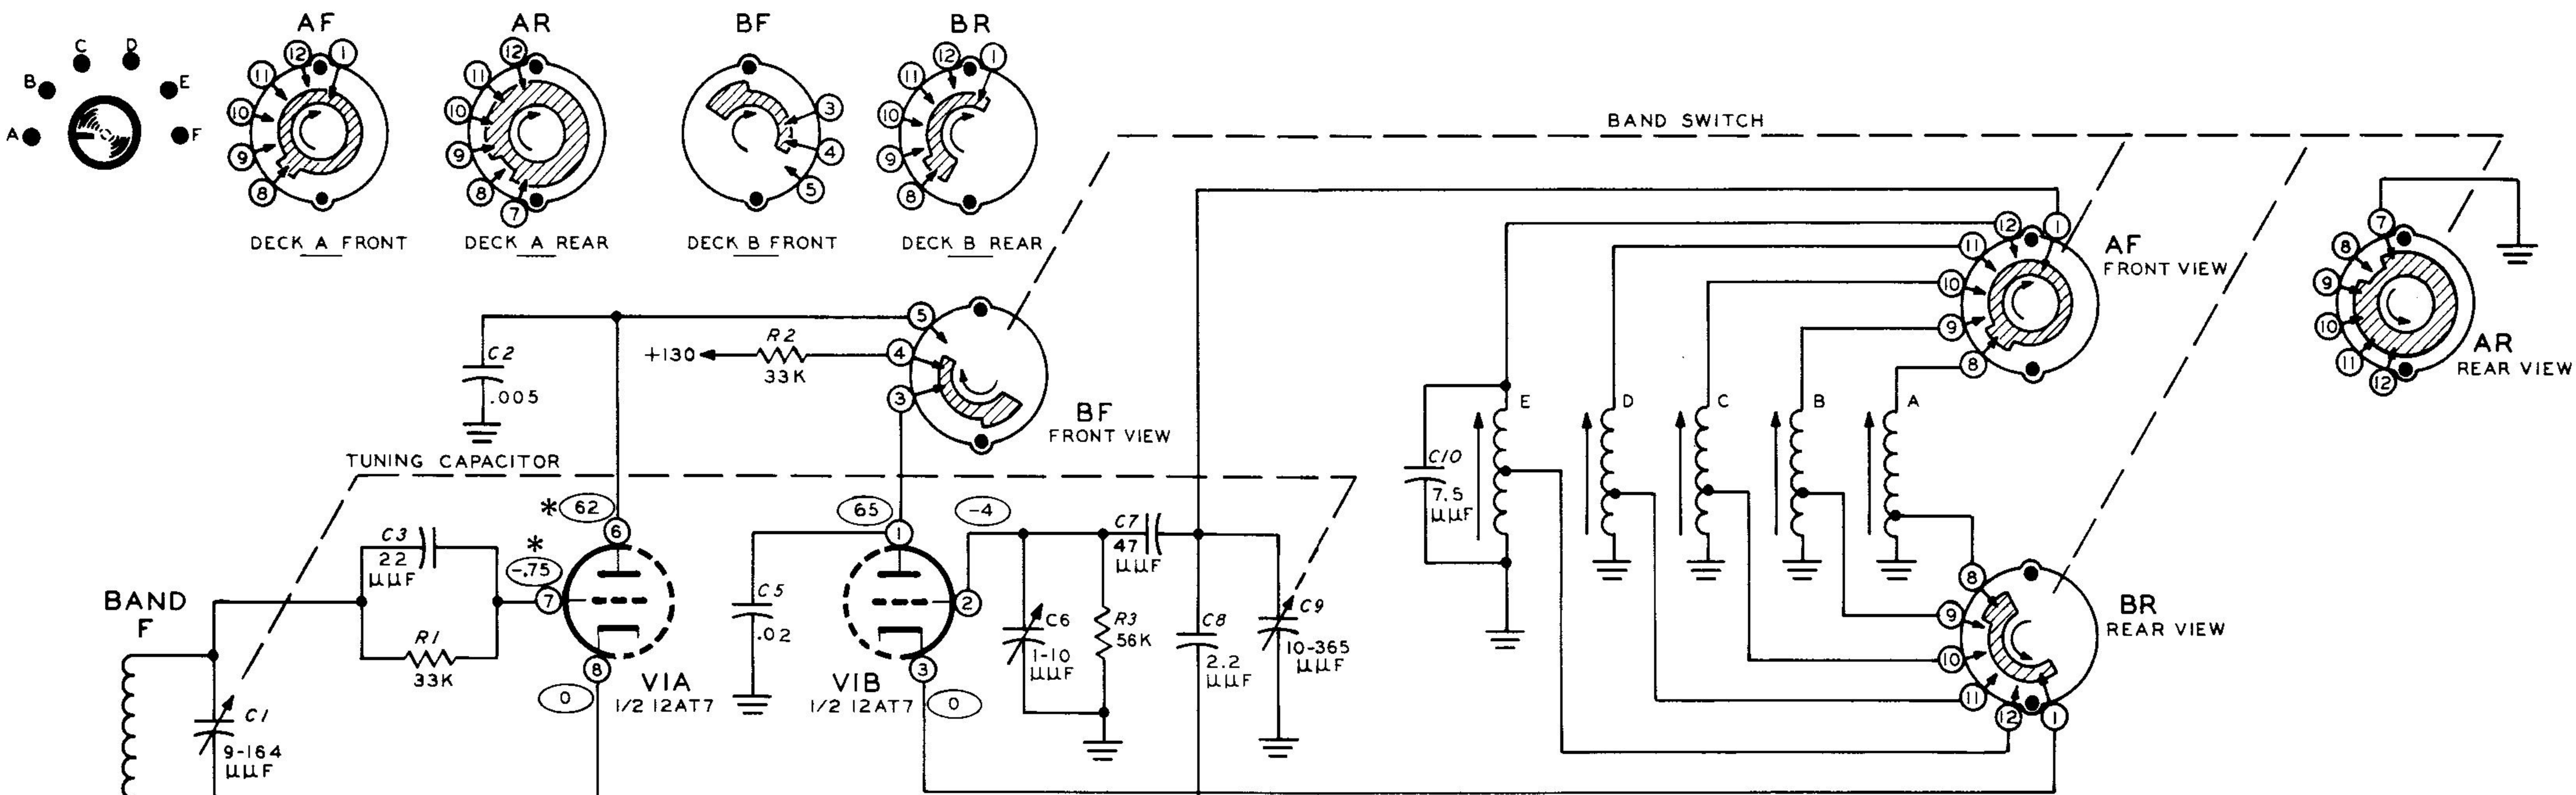 AF AR BF BR
A B C D E F
12 1
11
10
9
8
12
11
10
9
8
7
3
4
5
12 1
11
10
9
8
DECK A FRONT
DECK A REAR
DECK B FRONT
DECK B REAR
BAND SWITCH
12 1
11
10
9
8
AF
FRONT VIEW
7
8
9
10
11
12
AR
REAR VIEW
5
4
3
BF
FRONT VIEW
R2
+130
33K
C2
.005
TUNING CAPACITOR
E D C B A
C10
7.5
µµF
* 62
6
*
-.75
7
C3
22
µµF
R1
33K
BAND
F
C1
9-164
µµF
8
0
V1A
1/2 12AT7
65
1
-4
2
C5
.02
V1B
1/2 12AT7
3
0
C6
1-10
µµF
R3
56K
C7
47
µµF
C8
2.2
µµF
C9
10-365
µµF
8
9
10
11
12
1
BR
REAR VIEW